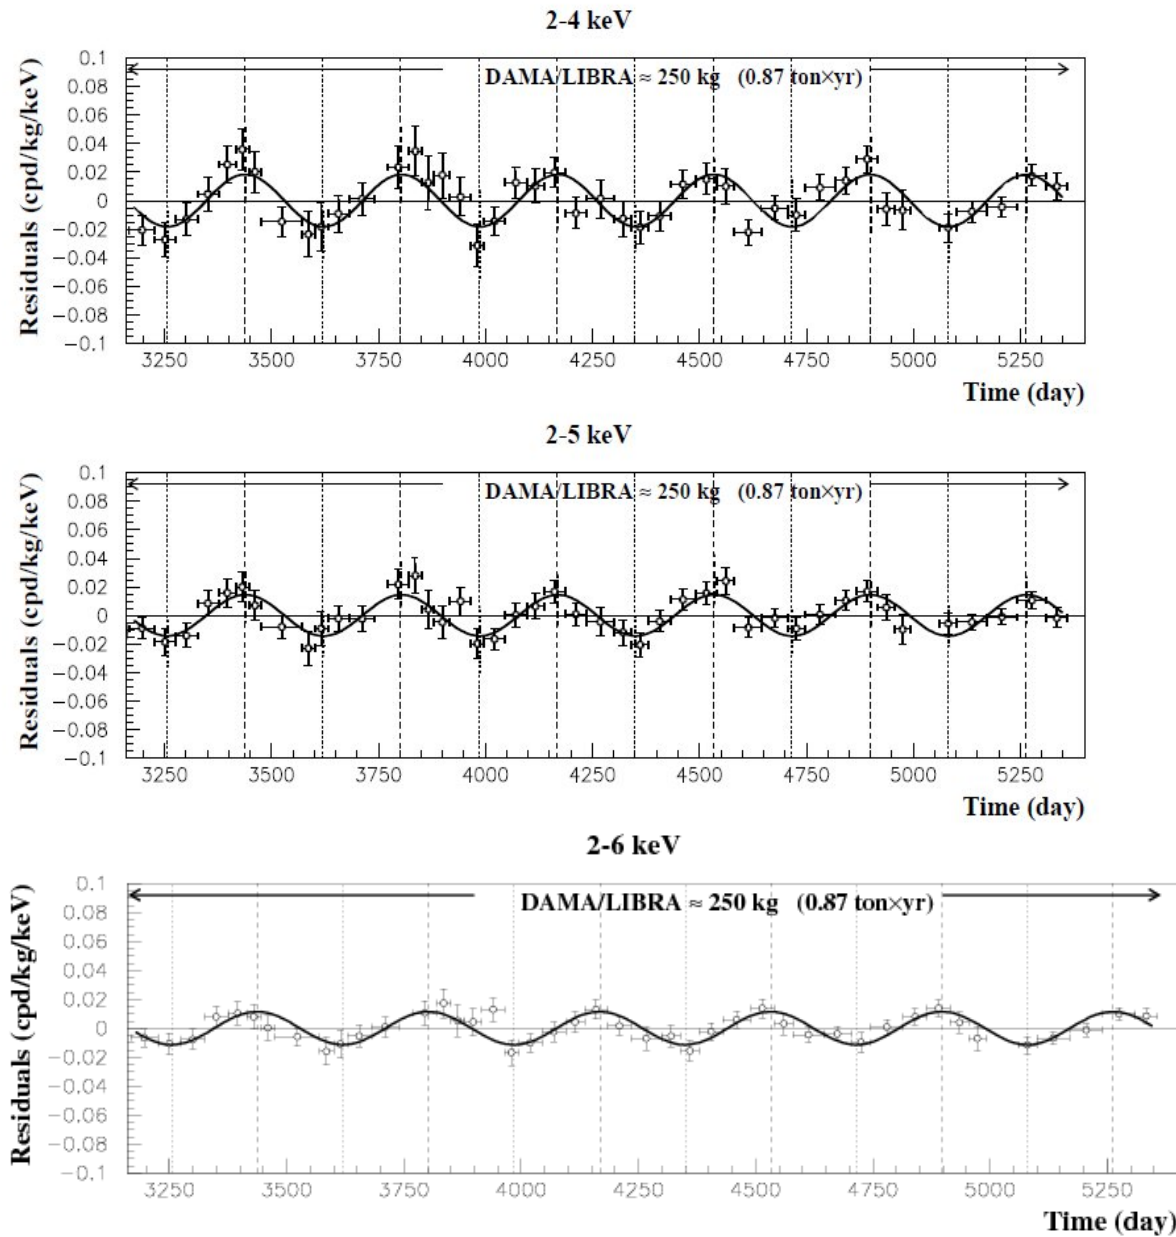 2-4 keV
Residuals (cpd/kg/keV)
0.1
0.08
0.06
0.04
0.02
0
−0.02
−0.04
−0.06
−0.08
−0.1
DAMA/LIBRA ≈ 250 kg (0.87 ton×yr)
3250 3500 3750 4000 4250 4500 4750 5000 5250
Time (day)
2-5 keV
Residuals (cpd/kg/keV)
0.1
0.08
0.06
0.04
0.02
0
−0.02
−0.04
−0.06
−0.08
−0.1
DAMA/LIBRA ≈ 250 kg (0.87 ton×yr)
3250 3500 3750 4000 4250 4500 4750 5000 5250
Time (day)
2-6 keV
Residuals (cpd/kg/keV)
0.1
0.08
0.06
0.04
0.02
0
−0.02
−0.04
−0.06
−0.08
−0.1
DAMA/LIBRA ≈ 250 kg (0.87 ton×yr)
3250 3500 3750 4000 4250 4500 4750 5000 5250
Time (day)